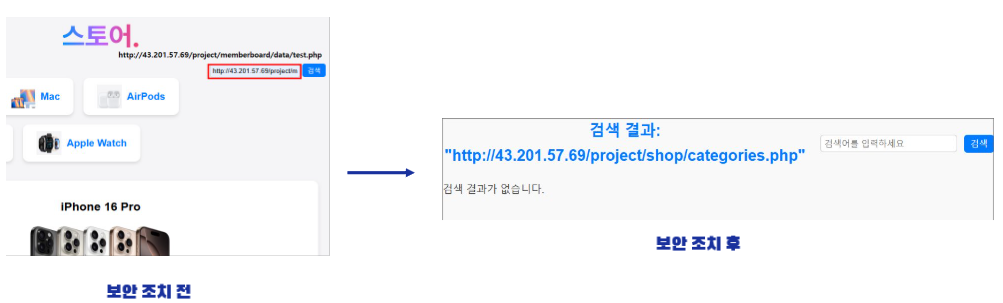 스토어.
http://43.201.57.69/project/memberboard/data/test.php
http://43.201.57.69/project/m
검색
Mac
AirPods
Apple Watch
iPhone 16 Pro
보안 조치 전
검색 결과:
"http://43.201.57.69/project/shop/categories.php"
검색어를 입력하세요
검색
검색 결과가 없습니다.
보안 조치 후